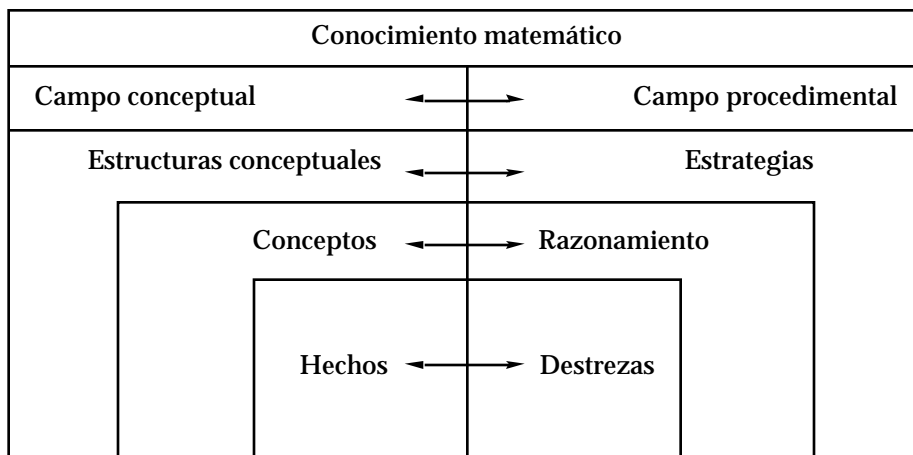 Conocimiento matemático
Campo conceptual
Campo procedimental
Estructuras conceptuales
Estrategias
Conceptos
Razonamiento
Hechos
Destrezas